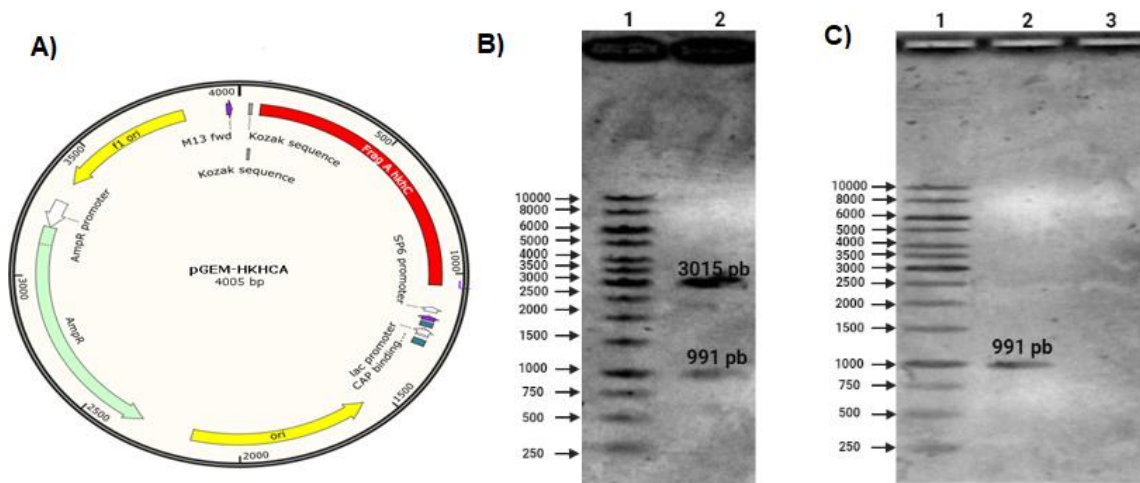 A)
4000
M13 fwd
Kozak sequence
Kozak sequence
Frag A hkhC
500
1000
SP6 promoter
lac promoter
CAP binding...
1500
ori
2000
2500
AmpR
3000
AmpR promoter
3500
f1 ori
pGEM-HKHCA
4005 bp
B)
1 2
10000
8000
6000
5000
4000
3500
3000
2500
2000
1500
1000
750
500
250
3015 pb
991 pb
C)
1 2 3
10000
8000
6000
5000
4000
3500
3000
2500
2000
1500
1000
750
500
250
991 pb